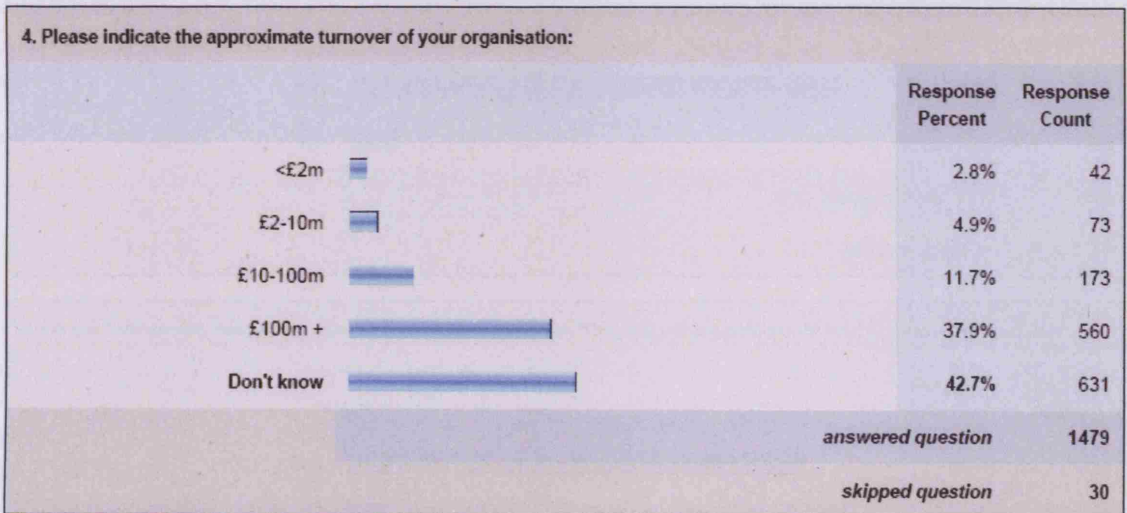 4. Please indicate the approximate turnover of your organisation:
Response Percent Response Count
<£2m 2.8% 42
£2-10m 4.9% 73
£10-100m 11.7% 173
£100m + 37.9% 560
Don't know 42.7% 631
answered question 1479
skipped question 30